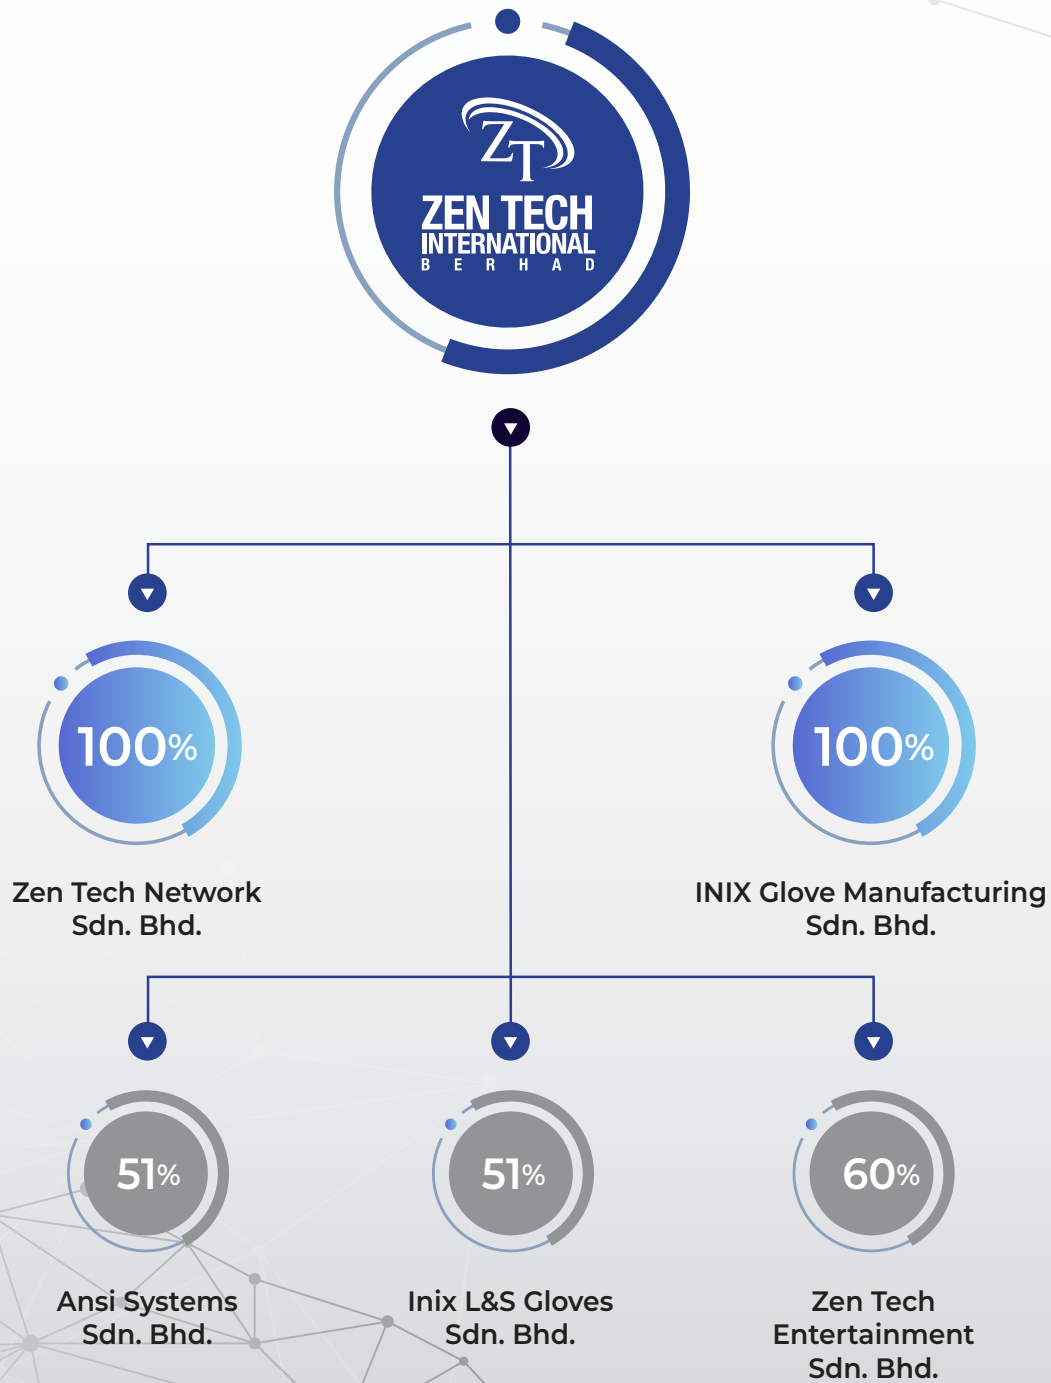 ZT
ZEN TECH
INTERNATIONAL
BERHAD
100%
100%
Zen Tech Network
Sdn. Bhd.
INIX Glove Manufacturing
Sdn. Bhd.
51%
51%
60%
Ansi Systems
Sdn. Bhd.
Inix L&S Gloves
Sdn. Bhd.
Zen Tech
Entertainment
Sdn. Bhd.